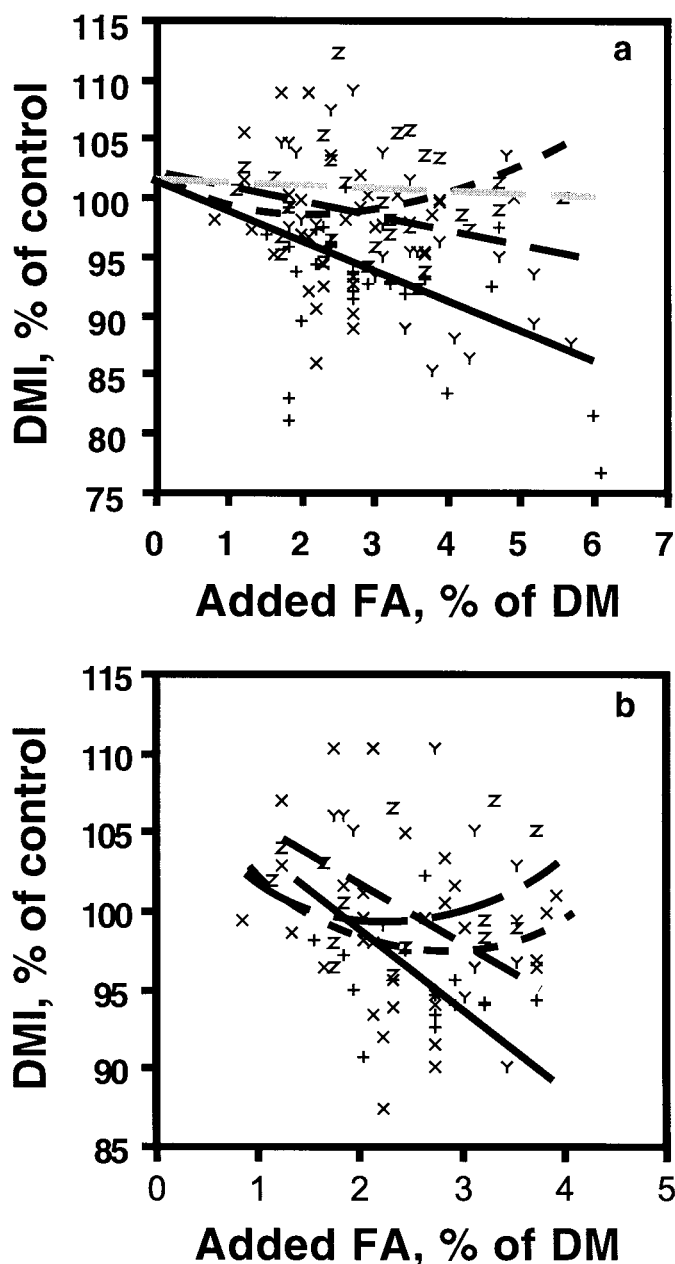 a
DMI, % of control
115
110
105
100
95
90
85
80
75
0 1 2 3 4 5 6 7
Added FA, % of DM
b
DMI, % of control
115
110
105
100
95
90
85
0 1 2 3 4 5
Added FA, % of DM